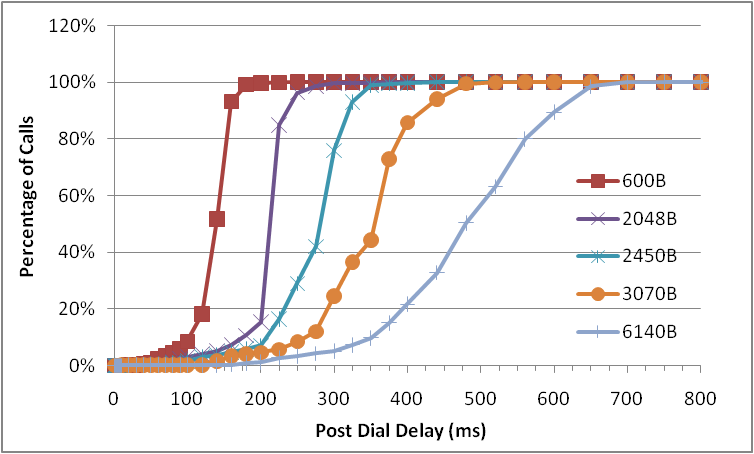 120%
100%
80%
60%
40%
20%
0%
Percentage of Calls
600B
2048B
2450B
3070B
6140B
0 100 200 300 400 500 600 700 800
Post Dial Delay (ms)